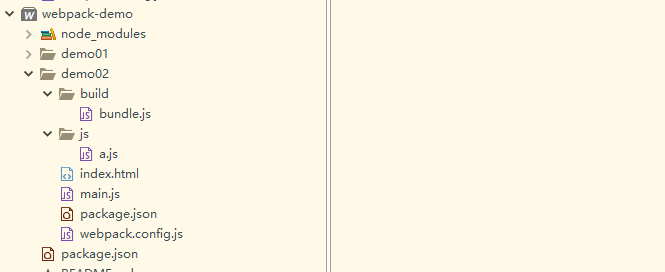 webpack-demo
node_modules
demo01
demo02
build
bundle.js
js
a.js
index.html
main.js
package.json
webpack.config.js
package.json